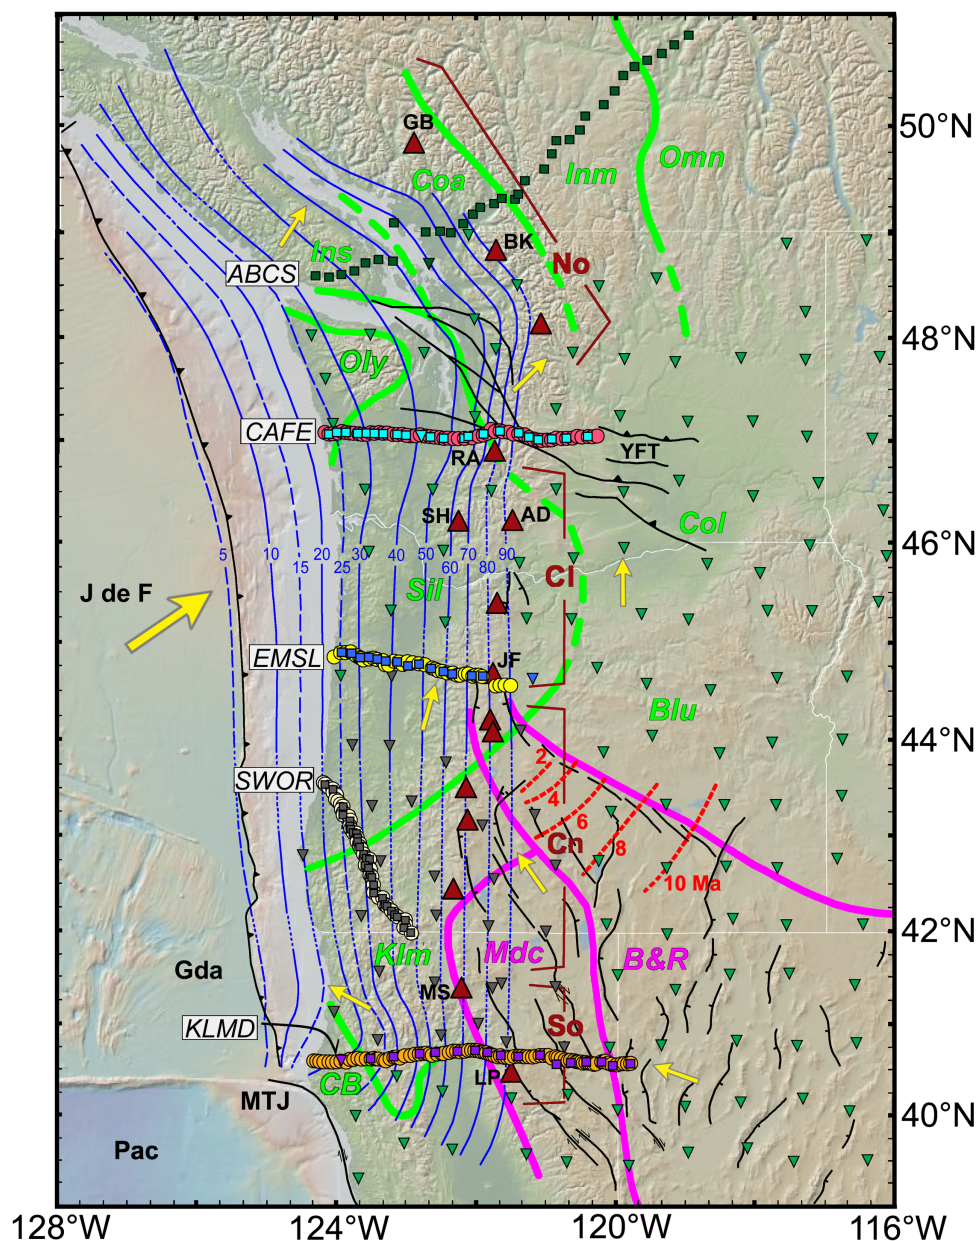 GB
50°N
Omn
Inm
Coa
BK
Ins
No
ABCS
48°N
Oly
CAFE
YFT
RA
SH
AD
Col
46°N
5
10
20
30
40
50
70
90
15
25
60
80
Cl
Sil
J de F
EMSL
JF
Blu
44°N
2
SWOR
4
6
Cn
8
10 Ma
42°N
Klm
Mdc
B&R
Gda
MS
So
KLMD
LP
CB
MTJ
40°N
Pac
128°W
124°W
120°W
116°W